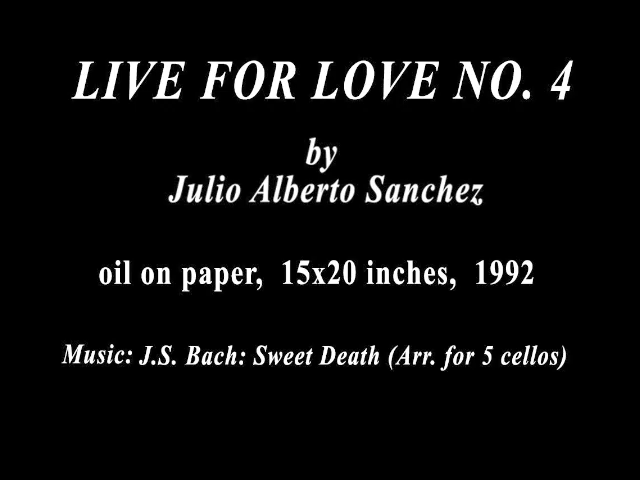 LIVE FOR LOVE NO. 4
by
Julio Alberto Sanchez
oil on paper, 15x20 inches, 1992
Music: J.S. Bach: Sweet Death (Arr. for 5 cellos)